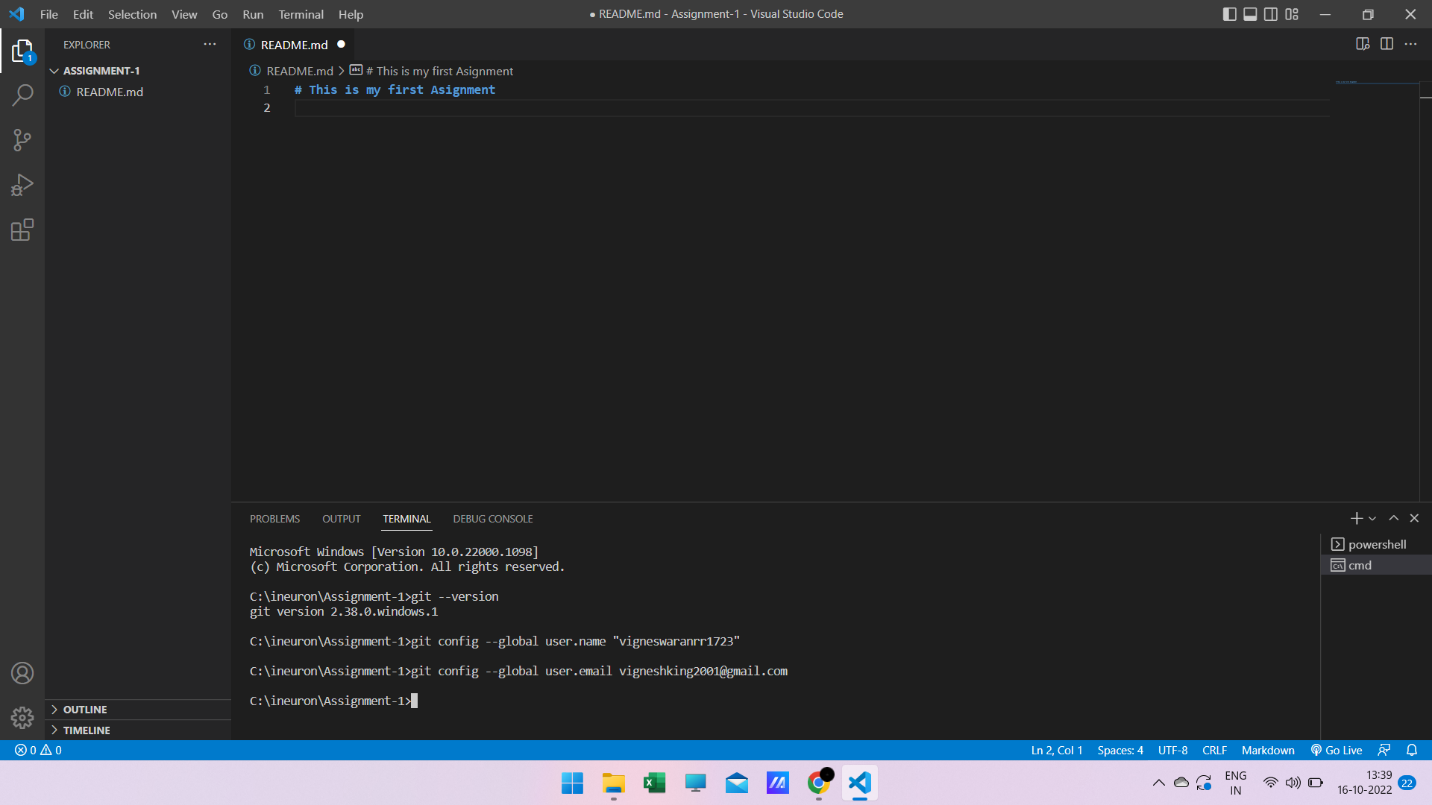 File Edit Selection View Go Run Terminal Help
● README.md - Assignment-1 - Visual Studio Code
1
EXPLORER
ASSIGNMENT-1
README.md
README.md
README.md > # This is my first Asignment
1 # This is my first Asignment
2
PROBLEMS OUTPUT TERMINAL DEBUG CONSOLE
Microsoft Windows [Version 10.0.22000.1098]
(c) Microsoft Corporation. All rights reserved.
C:\ineuron\Assignment-1>git --version
git version 2.38.0.windows.1
C:\ineuron\Assignment-1>git config --global user.name "vigneswaranrr1723"
C:\ineuron\Assignment-1>git config --global user.email vigneshking2001@gmail.com
C:\ineuron\Assignment-1>
powershell
cmd
OUTLINE
TIMELINE
0 0
Ln 2, Col 1 Spaces: 4 UTF-8 CRLF Markdown Go Live
ENG
IN
13:39
16-10-2022
22